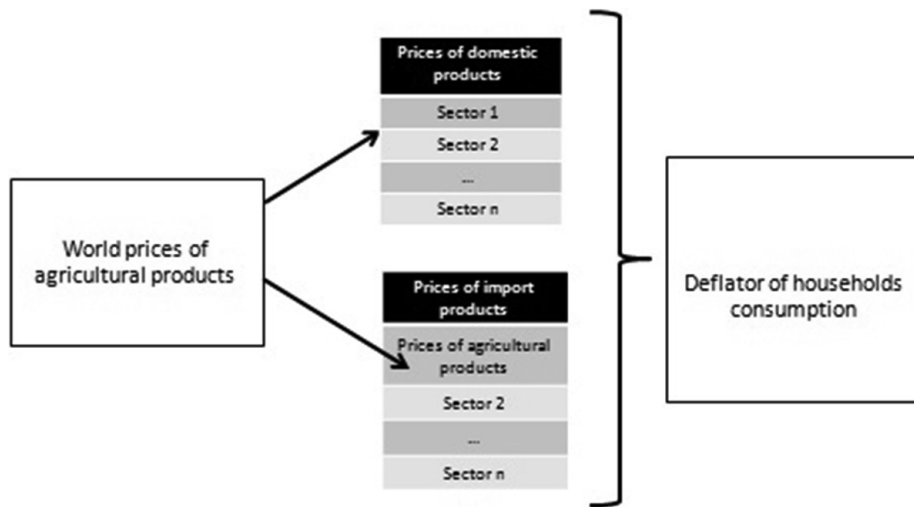 World prices of
agricultural products
Prices of domestic
products
Sector 1
Sector 2
...
Sector n
Prices of import
products
Prices of agricultural
products
Sector 2
...
Sector n
Deflator of households
consumption